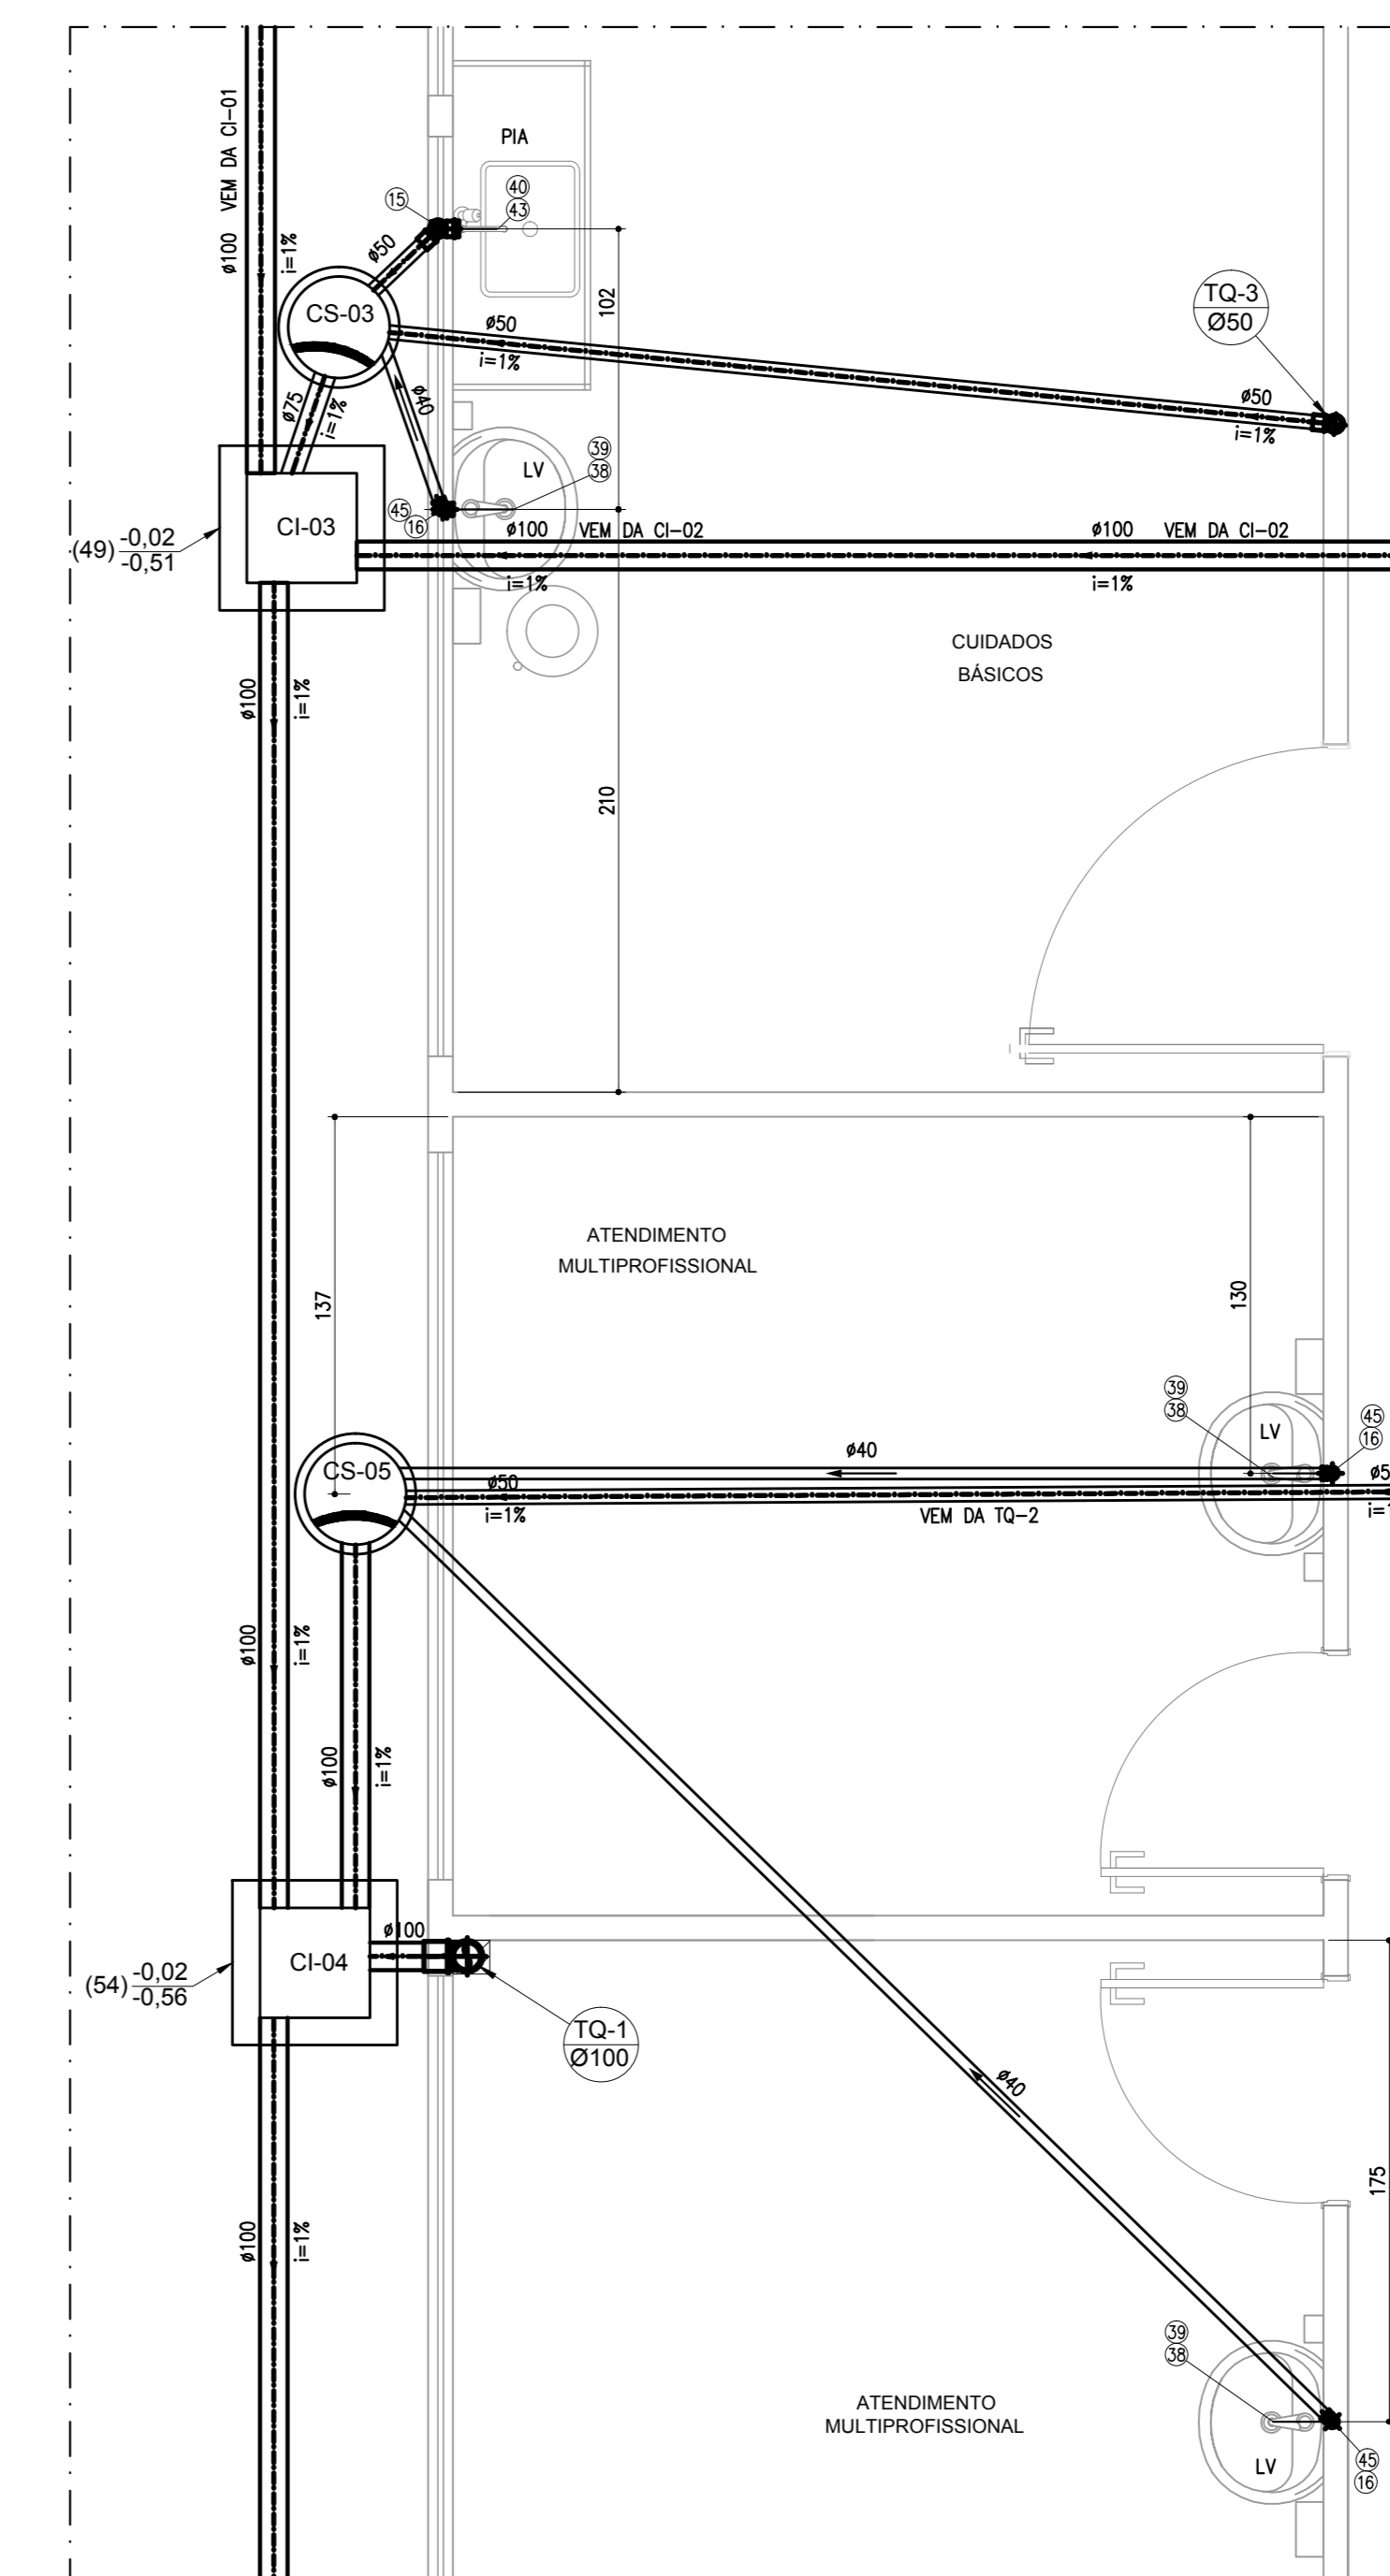 ø100 VEM DA CI-01
i=1%
PIA
15
40
43
ø50
CS-03
102
TQ-3
Ø50
ø50
i=1%
ø50
i=1%
ø40
ø75
i=1%
LV
39
38
45
16
CI-03
(49)
-0,02
-0,51
ø100 VEM DA CI-02
i=1%
ø100 VEM DA CI-02
i=1%
CUIDADOS
BÁSICOS
ø100
i=1%
210
ATENDIMENTO
MULTIPROFISSIONAL
137
130
39
38
LV
45
16
ø40
CS-05
ø50
i=1%
VEM DA TQ-2
ø5
i=1
ø100
i=1%
ø100
i=1%
ø100
CI-04
(54)
-0,02
-0,56
TQ-1
Ø100
ø40
175
ø100
i=1%
39
38
ATENDIMENTO
MULTIPROFISSIONAL
LV
45
16